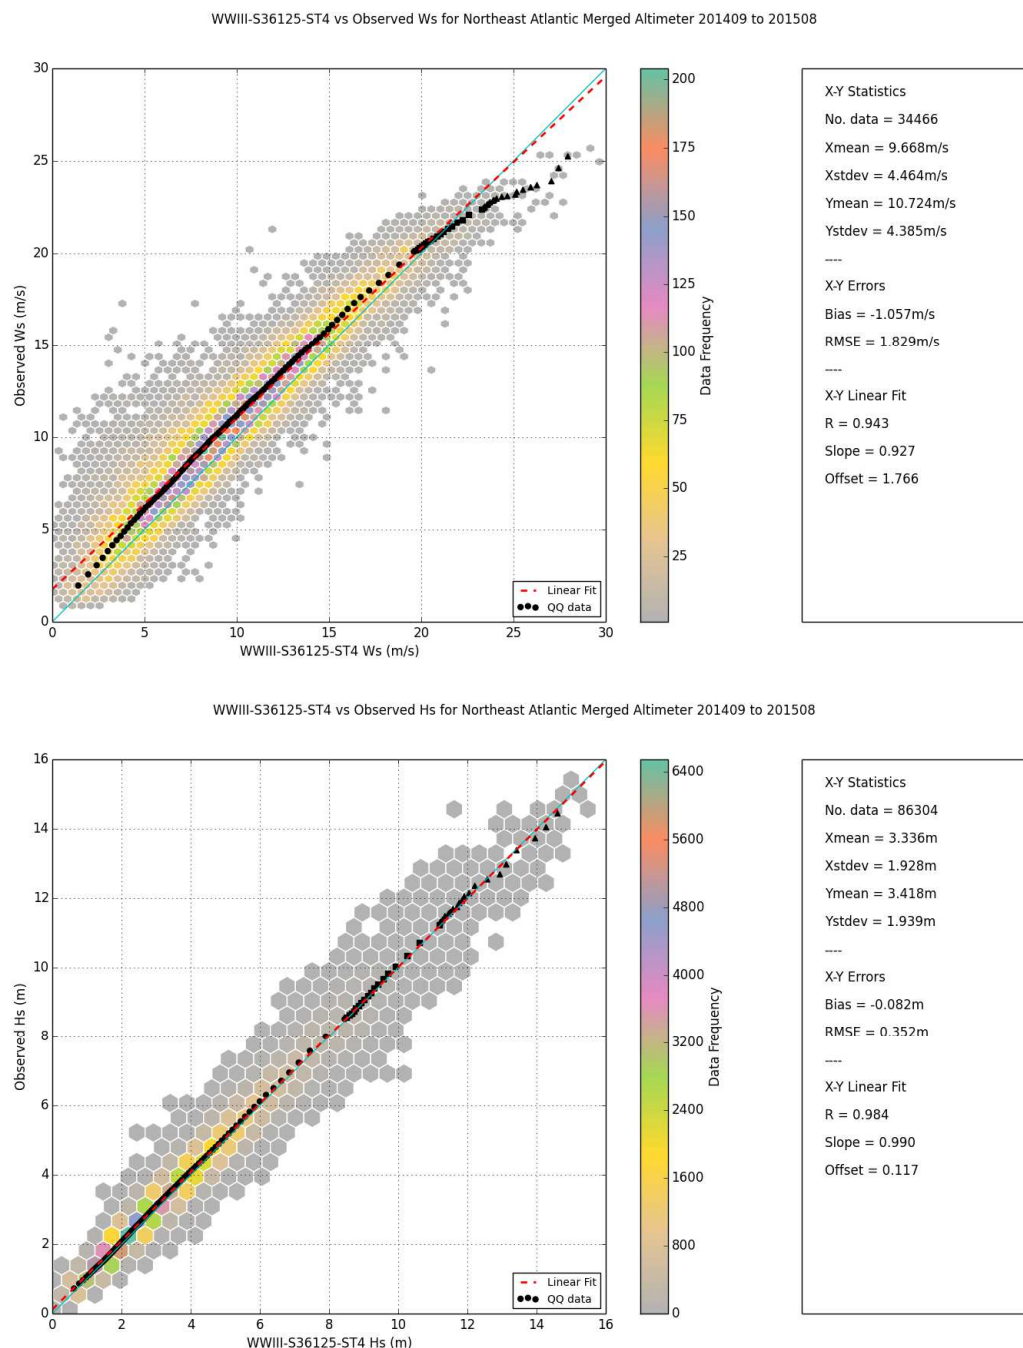 WWIII-S36125-ST4 vs Observed Ws for Northeast Atlantic Merged Altimeter 201409 to 201508
30
25
20
15
10
5
0
Observed Ws (m/s)
0 5 10 15 20 25 30
WWIII-S36125-ST4 Ws (m/s)
Linear Fit
QQ data
200
175
150
125
100
75
50
25
Data Frequency
X-Y Statistics
No. data = 34466
Xmean = 9.668m/s
Xstdev = 4.464m/s
Ymean = 10.724m/s
Ystdev = 4.385m/s
----
X-Y Errors
Bias = -1.057m/s
RMSE = 1.829m/s
----
X-Y Linear Fit
R = 0.943
Slope = 0.927
Offset = 1.766
WWIII-S36125-ST4 vs Observed Hs for Northeast Atlantic Merged Altimeter 201409 to 201508
16
14
12
10
8
6
4
2
0
Observed Hs (m)
0 2 4 6 8 10 12 14 16
WWIII-S36125-ST4 Hs (m)
Linear Fit
QQ data
6400
5600
4800
4000
3200
2400
1600
800
0
Data Frequency
X-Y Statistics
No. data = 86304
Xmean = 3.336m
Xstdev = 1.928m
Ymean = 3.418m
Ystdev = 1.939m
----
X-Y Errors
Bias = -0.082m
RMSE = 0.352m
----
X-Y Linear Fit
R = 0.984
Slope = 0.990
Offset = 0.117